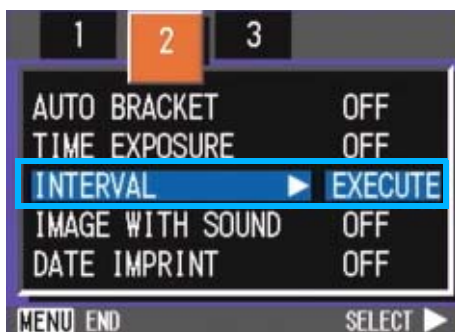 1 2 3
AUTO BRACKET OFF
TIME EXPOSURE OFF
INTERVAL ▶ EXECUTE
IMAGE WITH SOUND OFF
DATE IMPRINT OFF
MENU END SELECT ▶